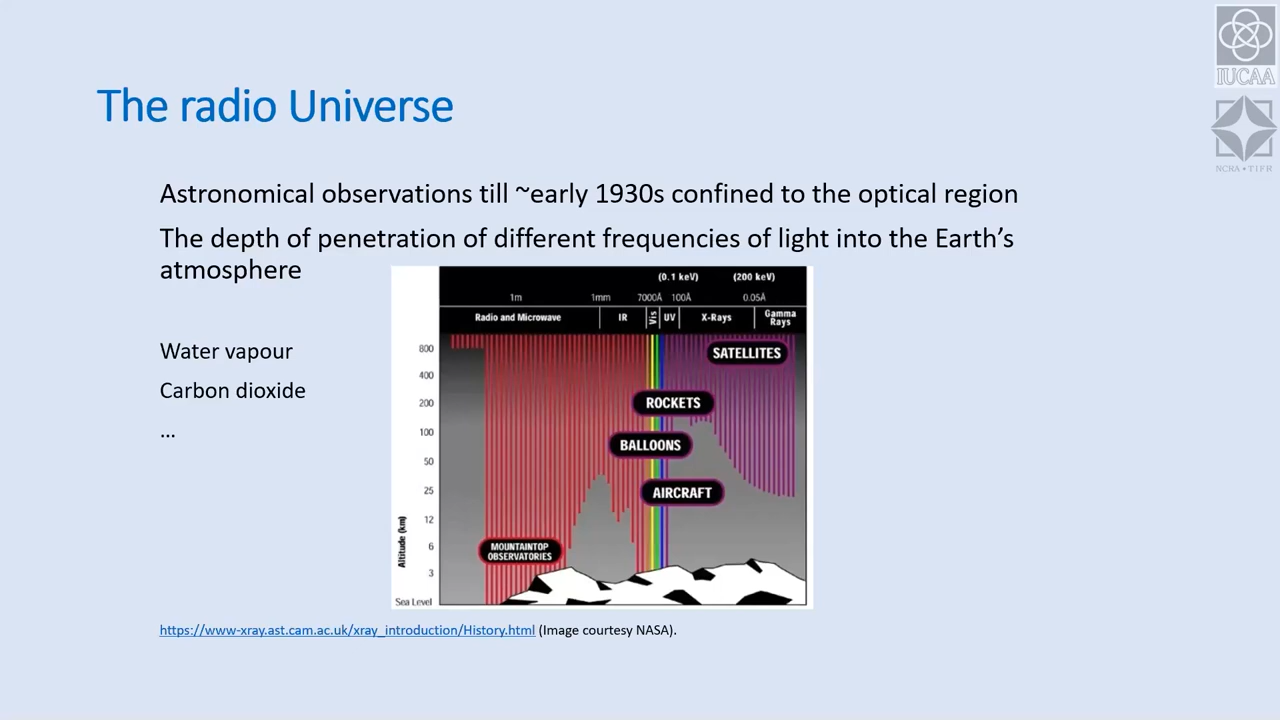 IUCAA
NCRA • TIFR
The radio Universe
Astronomical observations till ~early 1930s confined to the optical region
The depth of penetration of different frequencies of light into the Earth’s
atmosphere
Water vapour
Carbon dioxide
...
(0.1 keV) (200 keV)
1m 1mm 7000Å 100Å 0.05Å
Radio and Microwave IR Vis UV X-Rays Gamma
Rays
800
SATELLITES
400
200
ROCKETS
100
BALLOONS
50
25
AIRCRAFT
12
Altitude (km)
6
MOUNTAINTOP
OBSERVATORIES
3
Sea Level
https://www-xray.ast.cam.ac.uk/xray_introduction/History.html (Image courtesy NASA).